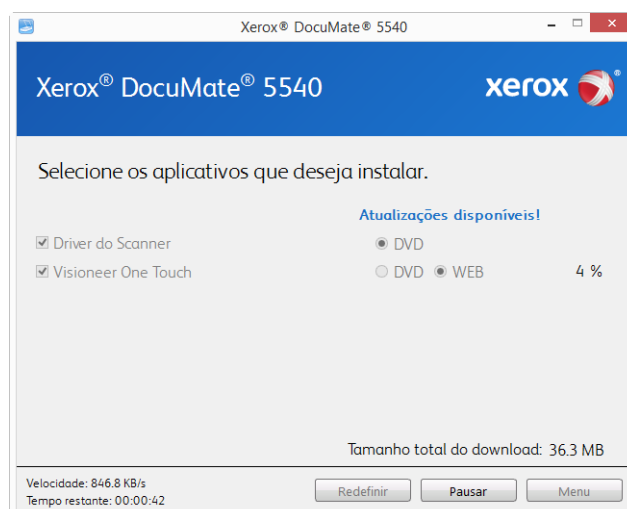 Xerox® DocuMate® 5540
Xerox® DocuMate® 5540
xerox®
Selecione os aplicativos que deseja instalar.
Atualizações disponíveis!
Driver do Scanner DVD
Visioneer One Touch DVD WEB 4 %
Tamanho total do download: 36.3 MB
Velocidade: 846.8 KB/s
Tempo restante: 00:00:42
Redefinir Pausar Menu